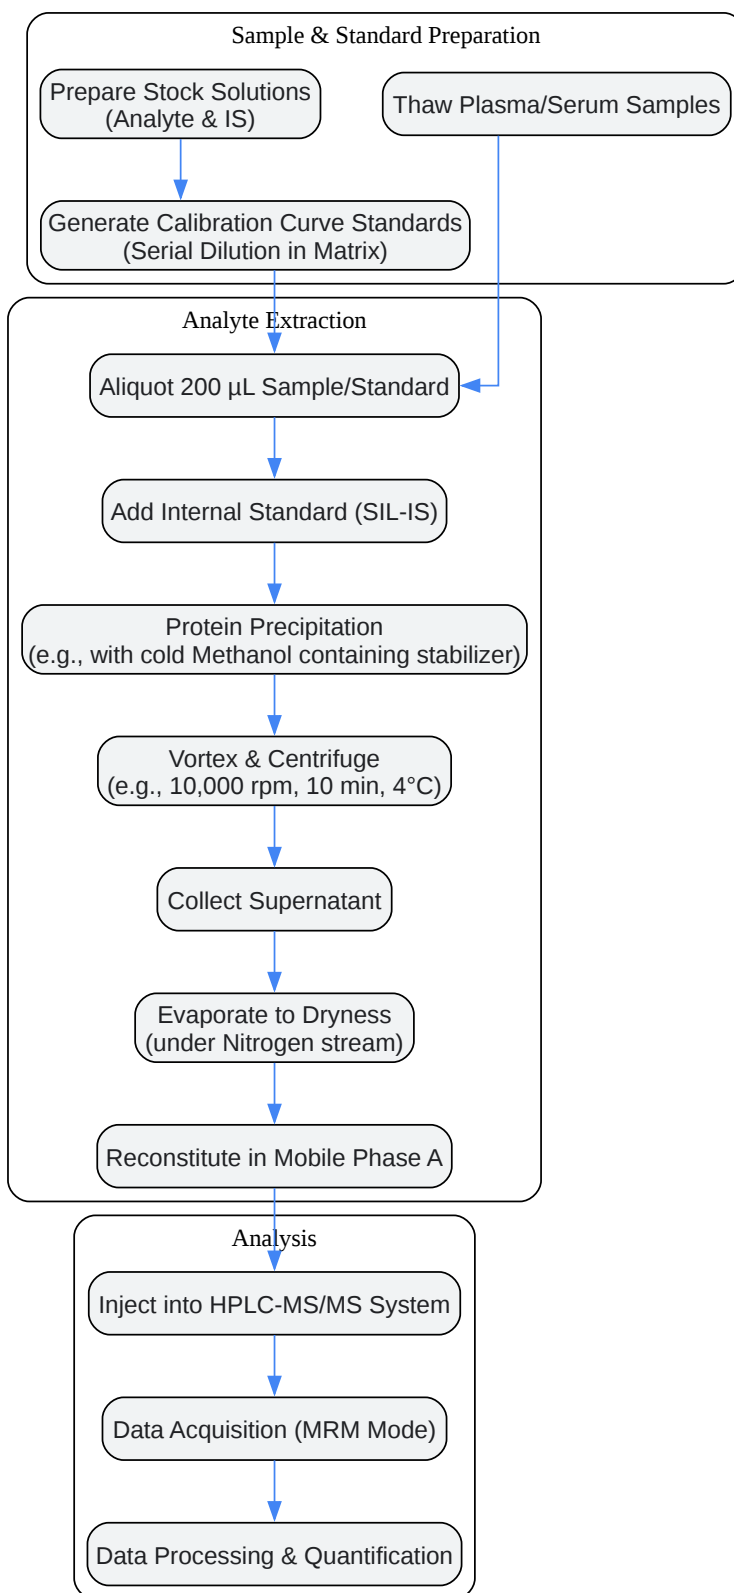 Sample & Standard Preparation
Prepare Stock Solutions
(Analyte & IS)
Thaw Plasma/Serum Samples
Generate Calibration Curve Standards
(Serial Dilution in Matrix)
Analyte Extraction
Aliquot 200 µL Sample/Standard
Add Internal Standard (SIL-IS)
Protein Precipitation
(e.g., with cold Methanol containing stabilizer)
Vortex & Centrifuge
(e.g., 10,000 rpm, 10 min, 4°C)
Collect Supernatant
Evaporate to Dryness
(under Nitrogen stream)
Reconstitute in Mobile Phase A
Analysis
Inject into HPLC-MS/MS System
Data Acquisition (MRM Mode)
Data Processing & Quantification